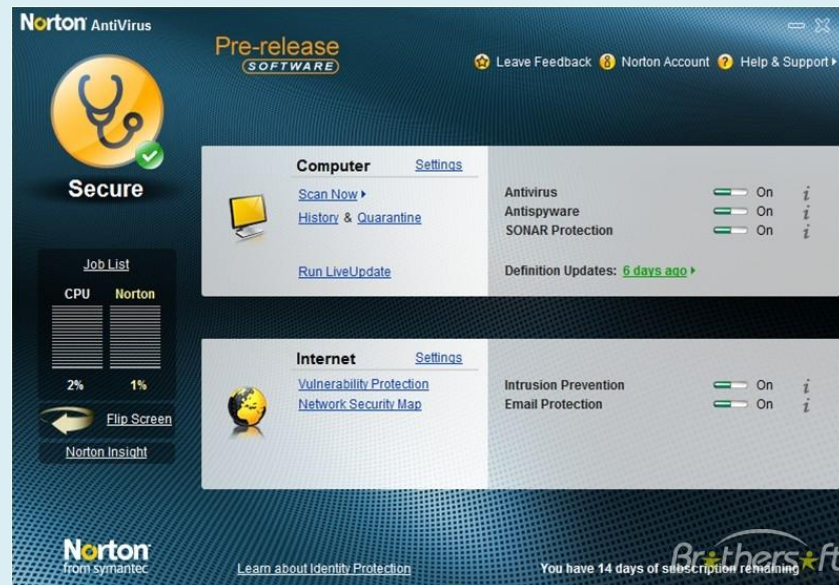 Norton AntiVirus
Pre-release
SOFTWARE
Leave Feedback 8 Norton Account ? Help & Support
Secure
Computer Settings
Scan Now
History & Quarantine
Run LiveUpdate
Antivirus On i
Antispyware On i
SONAR Protection On i
Definition Updates: 6 days ago
Job List
CPU Norton
2% 1%
Flip Screen
Norton Insight
Internet Settings
Vulnerability Protection
Network Security Map
Intrusion Prevention On i
Email Protection On i
Norton
from symantec
Learn about Identity Protection
You have 14 days of subscription remaining
Brothersoft